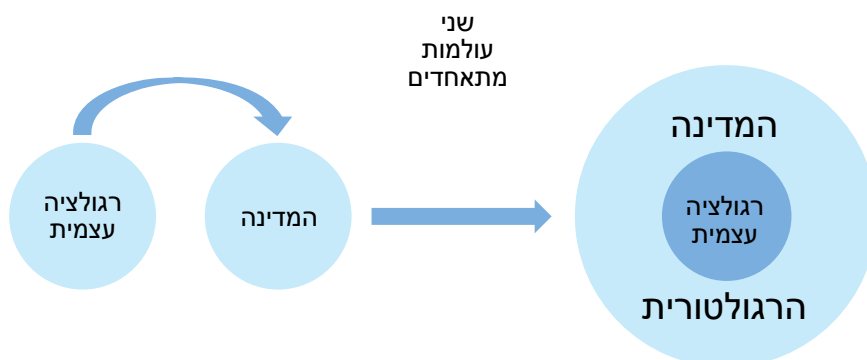 שני
עולמות
מתאחדים
המדינה
רגולציה
עצמית
הרגולטורית
המדינה
רגולציה
עצמית